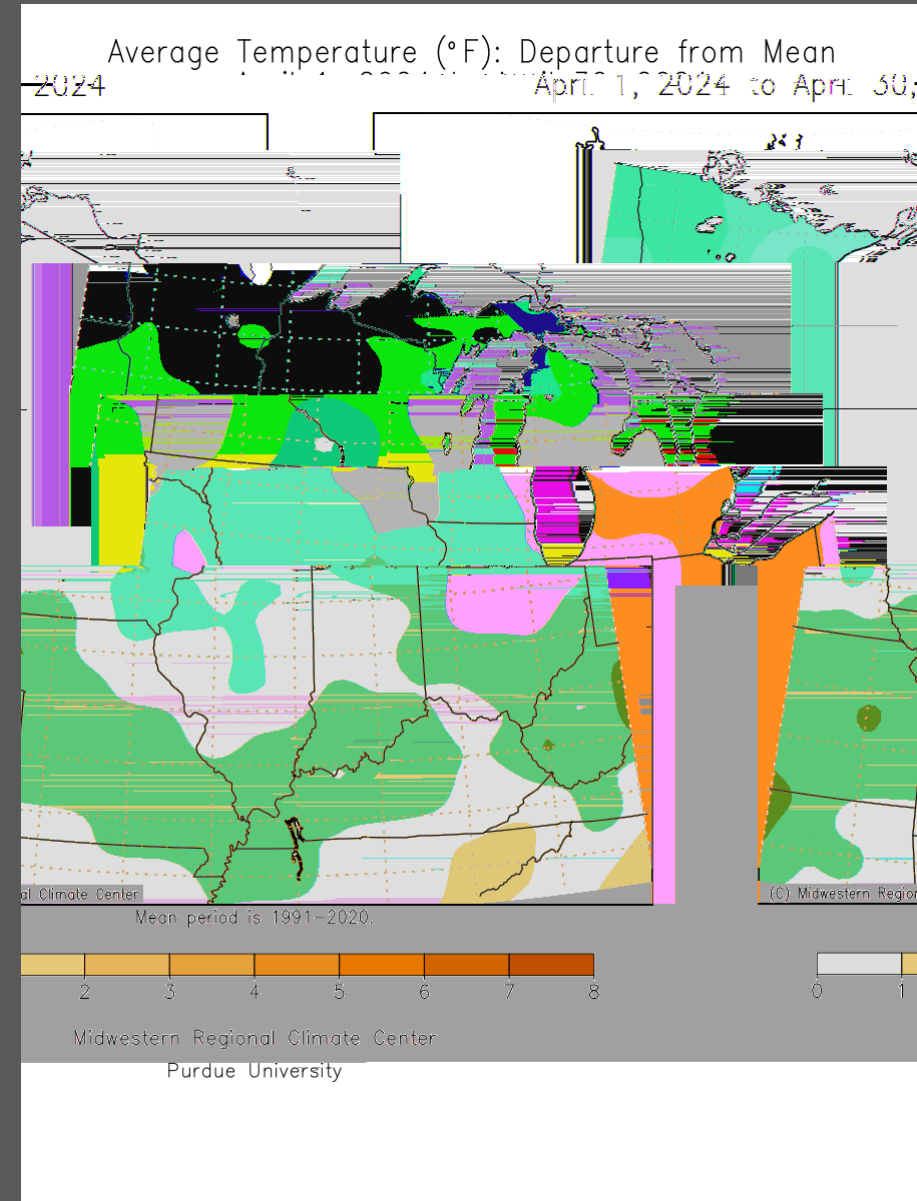 Average Temperature (°F): Departure from Mean
2024 April 1, 2024 to April 30,
al Climate Center (C) Midwestern Region
Mean period is 1991-2020.
2 3 4 5 6 7 8 0 1
Midwestern Regional Climate Center
Purdue University